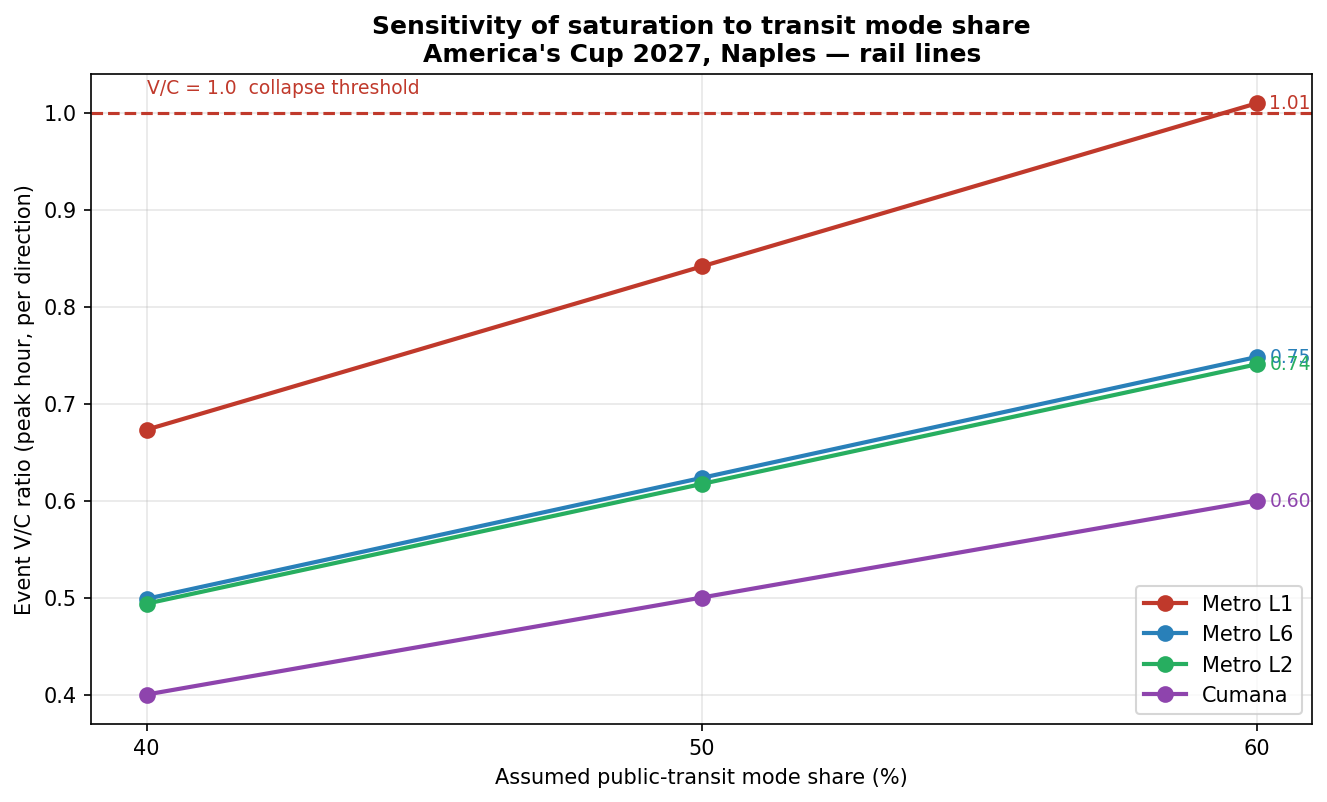 Sensitivity of saturation to transit mode share
America's Cup 2027, Naples — rail lines
V/C = 1.0  collapse threshold
Event V/C ratio (peak hour, per direction)
1.0
0.9
0.8
0.7
0.6
0.5
0.4
1.01
0.75
0.74
0.60
Metro L1
Metro L6
Metro L2
Cumana
40
50
60
Assumed public-transit mode share (%)